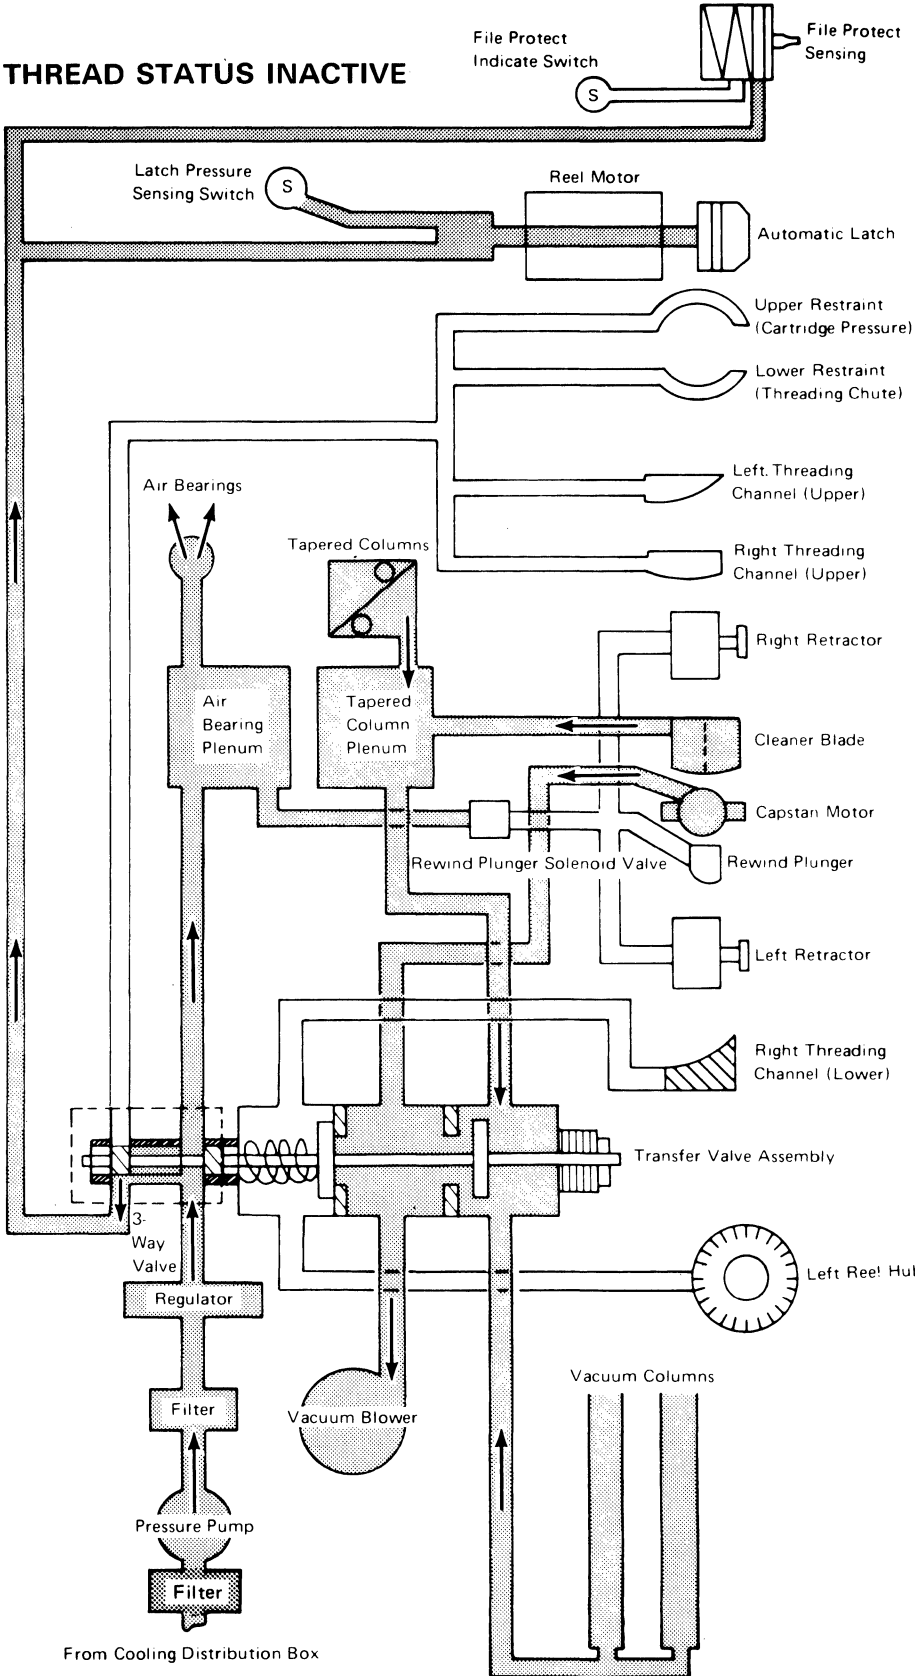 File Protect
Indicate Switch
S
File Protect
Sensing
THREAD STATUS INACTIVE
Latch Pressure
Sensing Switch
S
Reel Motor
Automatic Latch
Upper Restraint
(Cartridge Pressure)
Lower Restraint
(Threading Chute)
Left Threading
Channel (Upper)
Right Threading
Channel (Upper)
Air Bearings
Tapered Columns
Right Retractor
Air
Bearing
Plenum
Tapered
Column
Plenum
Cleaner Blade
Capstan Motor
Rewind Plunger Solenoid Valve
Rewind Plunger
Left Retractor
Right Threading
Channel (Lower)
Transfer Valve Assembly
3-
Way
Valve
Regulator
Left Reel Hu
Vacuum Columns
Filter
Vacuum Blower
Pressure Pump
Filter
From Cooling Distribution Box